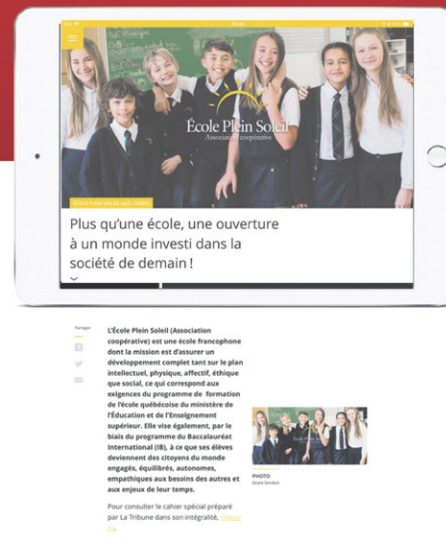 École Plein Soleil
Association coopérative
Plus qu'une école, une ouverture
à un monde investi dans la
société de demain !
Partager
L'École Plein Soleil (Association
coopérative) est une école francophone
dont la mission est d'assurer un
développement complet tant sur le plan
intellectuel, physique, affectif, éthique
que social, ce qui correspond aux
exigences du programme de formation
de l'école québécoise du ministère de
l'Éducation et de l'Enseignement
supérieur. Elle vise également, par le
biais du programme du Baccalauréat
International (IB), à ce que ses élèves
deviennent des citoyens du monde
engagés, équilibrés, autonomes,
empathiques aux besoins des autres et
aux enjeux de leur temps.
PHOTO
Pour consulter le cahier spécial préparé
par La Tribune dans son intégralité,